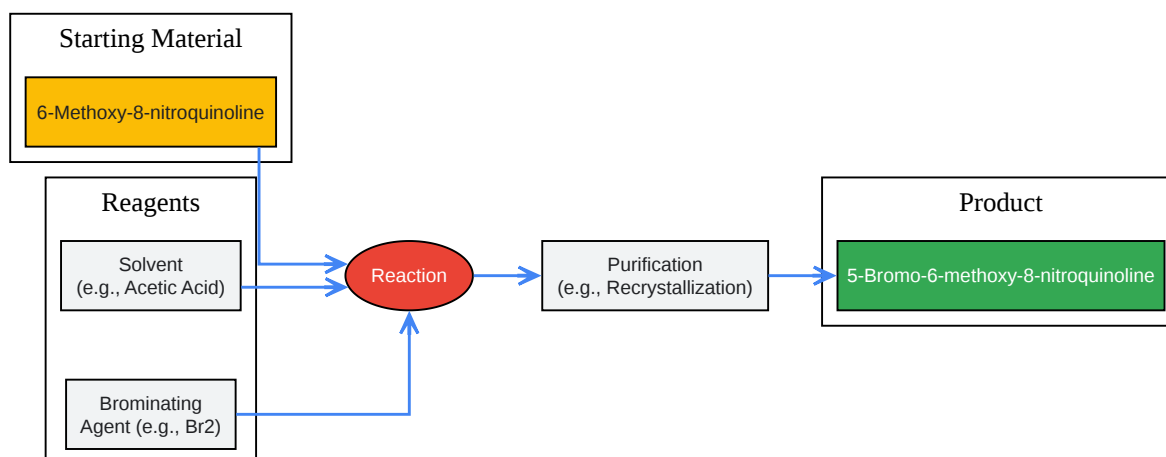 Starting Material
6-Methoxy-8-nitroquinoline
Reagents
Solvent
(e.g., Acetic Acid)
Brominating
Agent (e.g., Br2)
Reaction
Purification
(e.g., Recrystallization)
Product
5-Bromo-6-methoxy-8-nitroquinoline